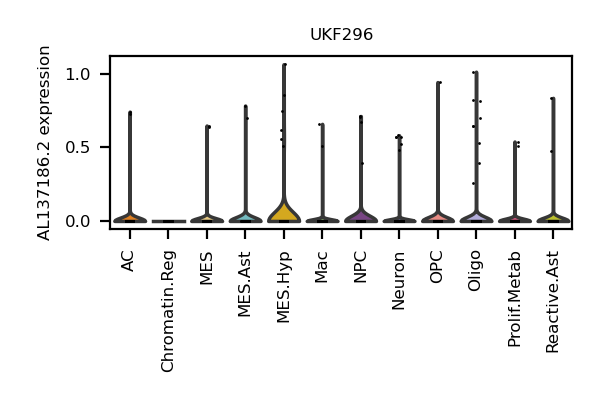 UKF296
AL137186.2 expression
1.0
0.5
0.0
AC
Chromatin.Reg
MES
MES.Ast
MES.Hyp
Mac
NPC
Neuron
OPC
Oligo
Prolif.Metab
Reactive.Ast